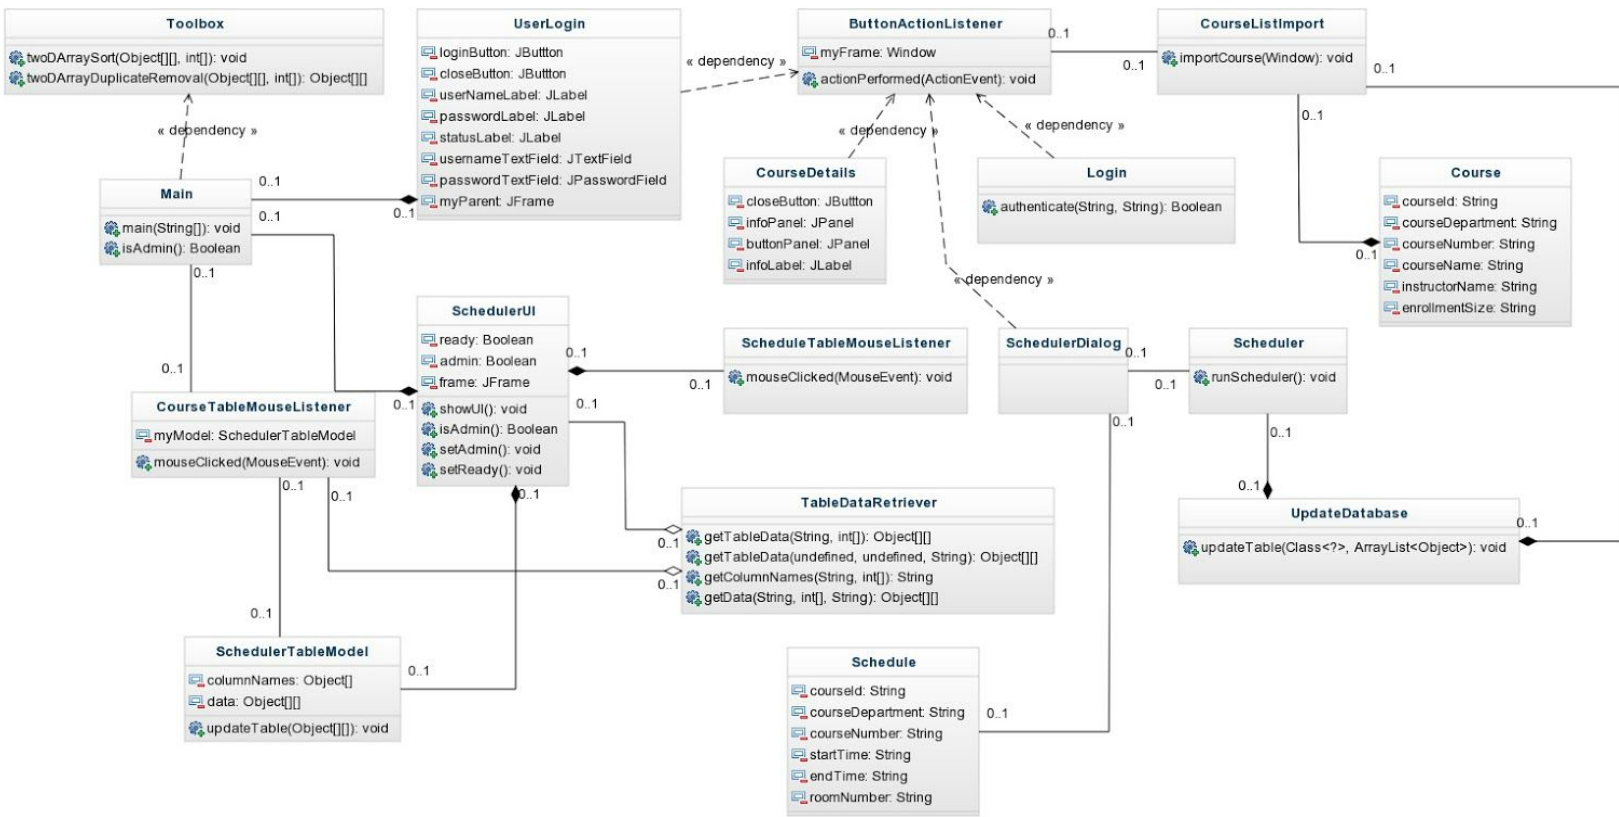 Toolbox
twoDArraySort(Object[][], int[]): void
twoDArrayDuplicateRemoval(Object[][], int[]): Object[][]
« dependency »
UserLogin
loginButton: JButtton
closeButton: JButtton
userNameLabel: JLabel
passwordLabel: JLabel
statusLabel: JLabel
usernameTextField: JTextField
passwordTextField: JPasswordField
myParent: JFrame
« dependency »
ButtonActionListener
myFrame: Window
actionPerformed(ActionEvent): void
0..1
0..1
CourseListImport
importCourse(Window): void
0..1
0..1
« dependency »
« dependency »
Main
main(String[]): void
isAdmin(): Boolean
0..1
0..1
0..1
0..1
CourseDetails
closeButton: JButtton
infoPanel: JPanel
buttonPanel: JPanel
infoLabel: JLabel
Login
authenticate(String, String): Boolean
Course
courseId: String
courseDepartment: String
courseNumber: String
courseName: String
instructorName: String
enrollmentSize: String
0..1
« dependency »
SchedulerUI
ready: Boolean
admin: Boolean
frame: JFrame
showUI(): void
isAdmin(): Boolean
setAdmin(): void
setReady(): void
0..1
0..1
0..1
0..1
0..1
0..1
ScheduleTableMouseListener
mouseClicked(MouseEvent): void
SchedulerDialog
0..1
0..1
0..1
Scheduler
runScheduler(): void
0..1
0..1
CourseTableMouseListener
myModel: SchedulerTableModel
mouseClicked(MouseEvent): void
0..1
0..1
TableDataRetriever
getTableData(String, int[]): Object[][]
getTableData(undefined, undefined, String): Object[][]
getColumnNames(String, int[]): String
getData(String, int[], String): Object[][]
0..1
0..1
UpdateDatabase
updateTable(Class<?>, ArrayList<Object>): void
0..1
0..1
SchedulerTableModel
columnNames: Object[]
data: Object[][]
updateTable(Object[][]): void
0..1
Schedule
courseId: String
courseDepartment: String
courseNumber: String
startTime: String
endTime: String
roomNumber: String
0..1